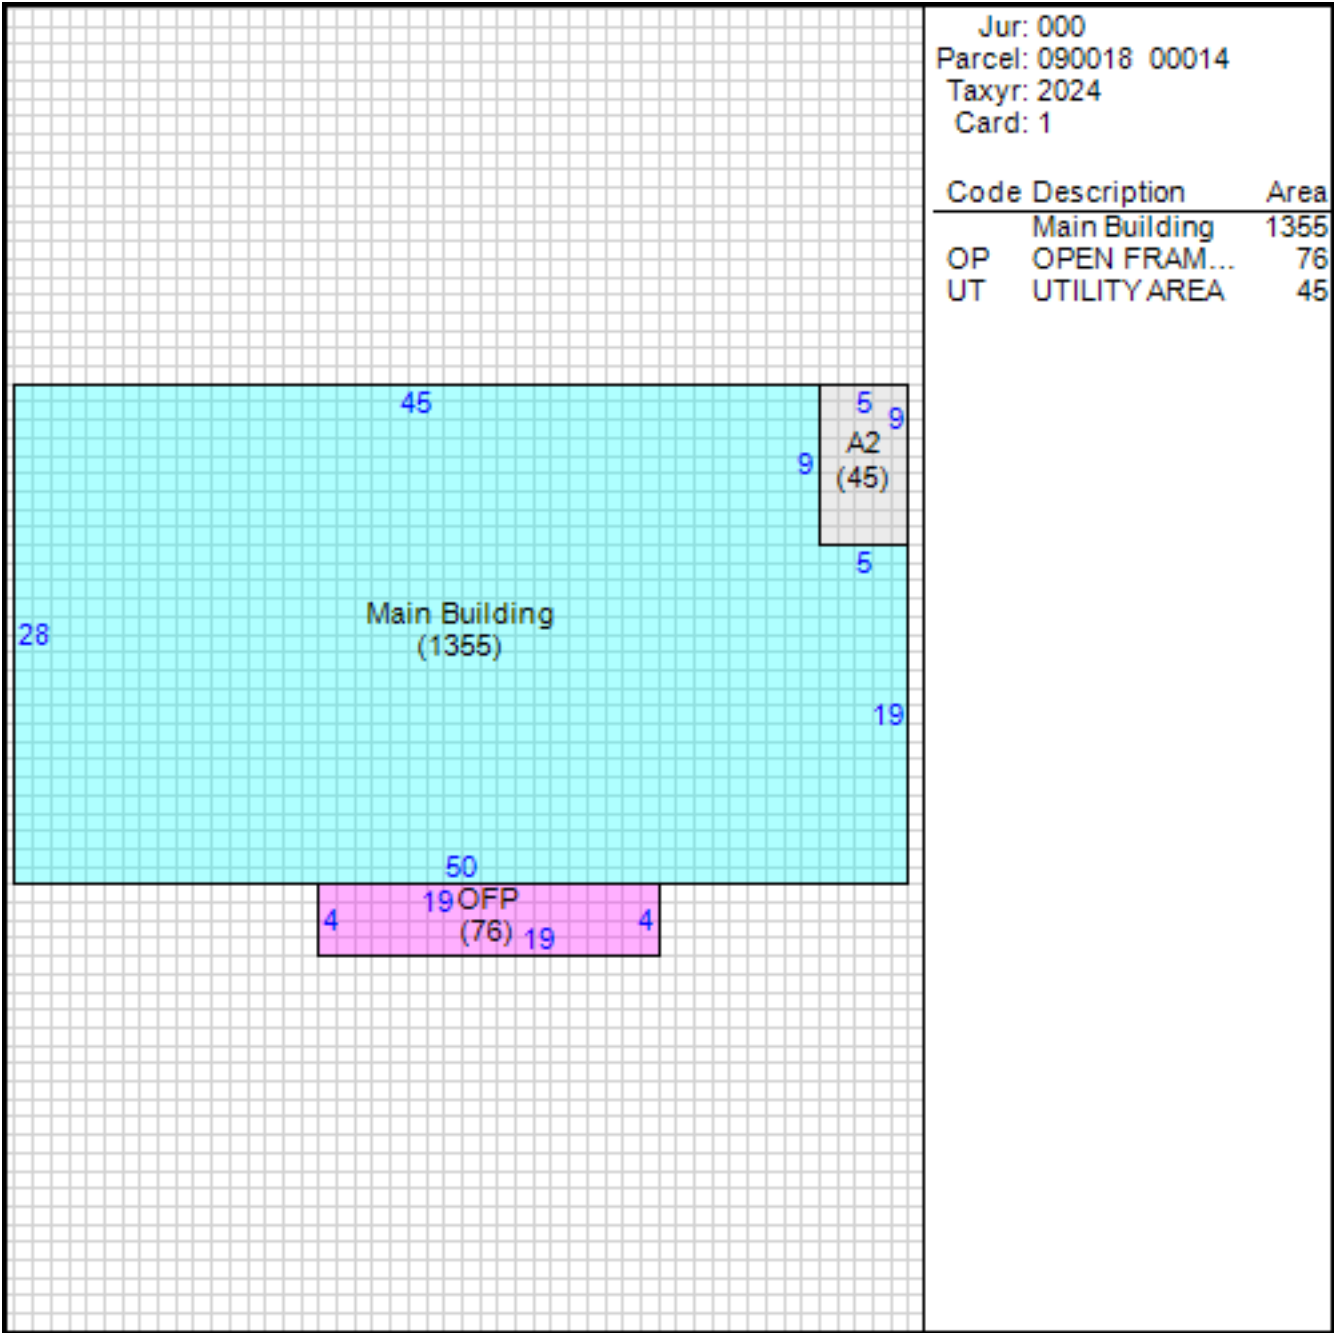 Jur: 000
Parcel: 090018 00014
Taxyr: 2024
Card: 1
Code Description Area
Main Building 1355
OP OPEN FRAM... 76
UT UTILITY AREA 45
45
5
9
A2
9
(45)
5
Main Building
28
(1355)
19
50
19 OFP
4
4
(76)
19